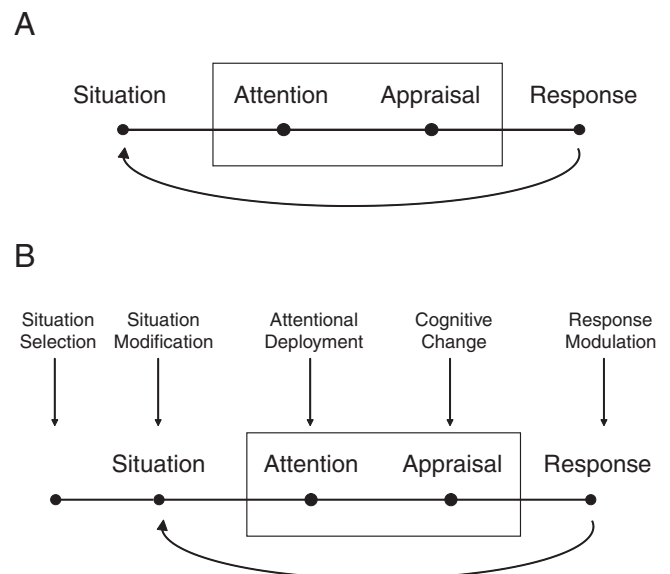 A
Situation Attention Appraisal Response
B
Situation Situation Attentional Cognitive Response
Selection Modification Deployment Change Modulation
Situation Attention Appraisal Response